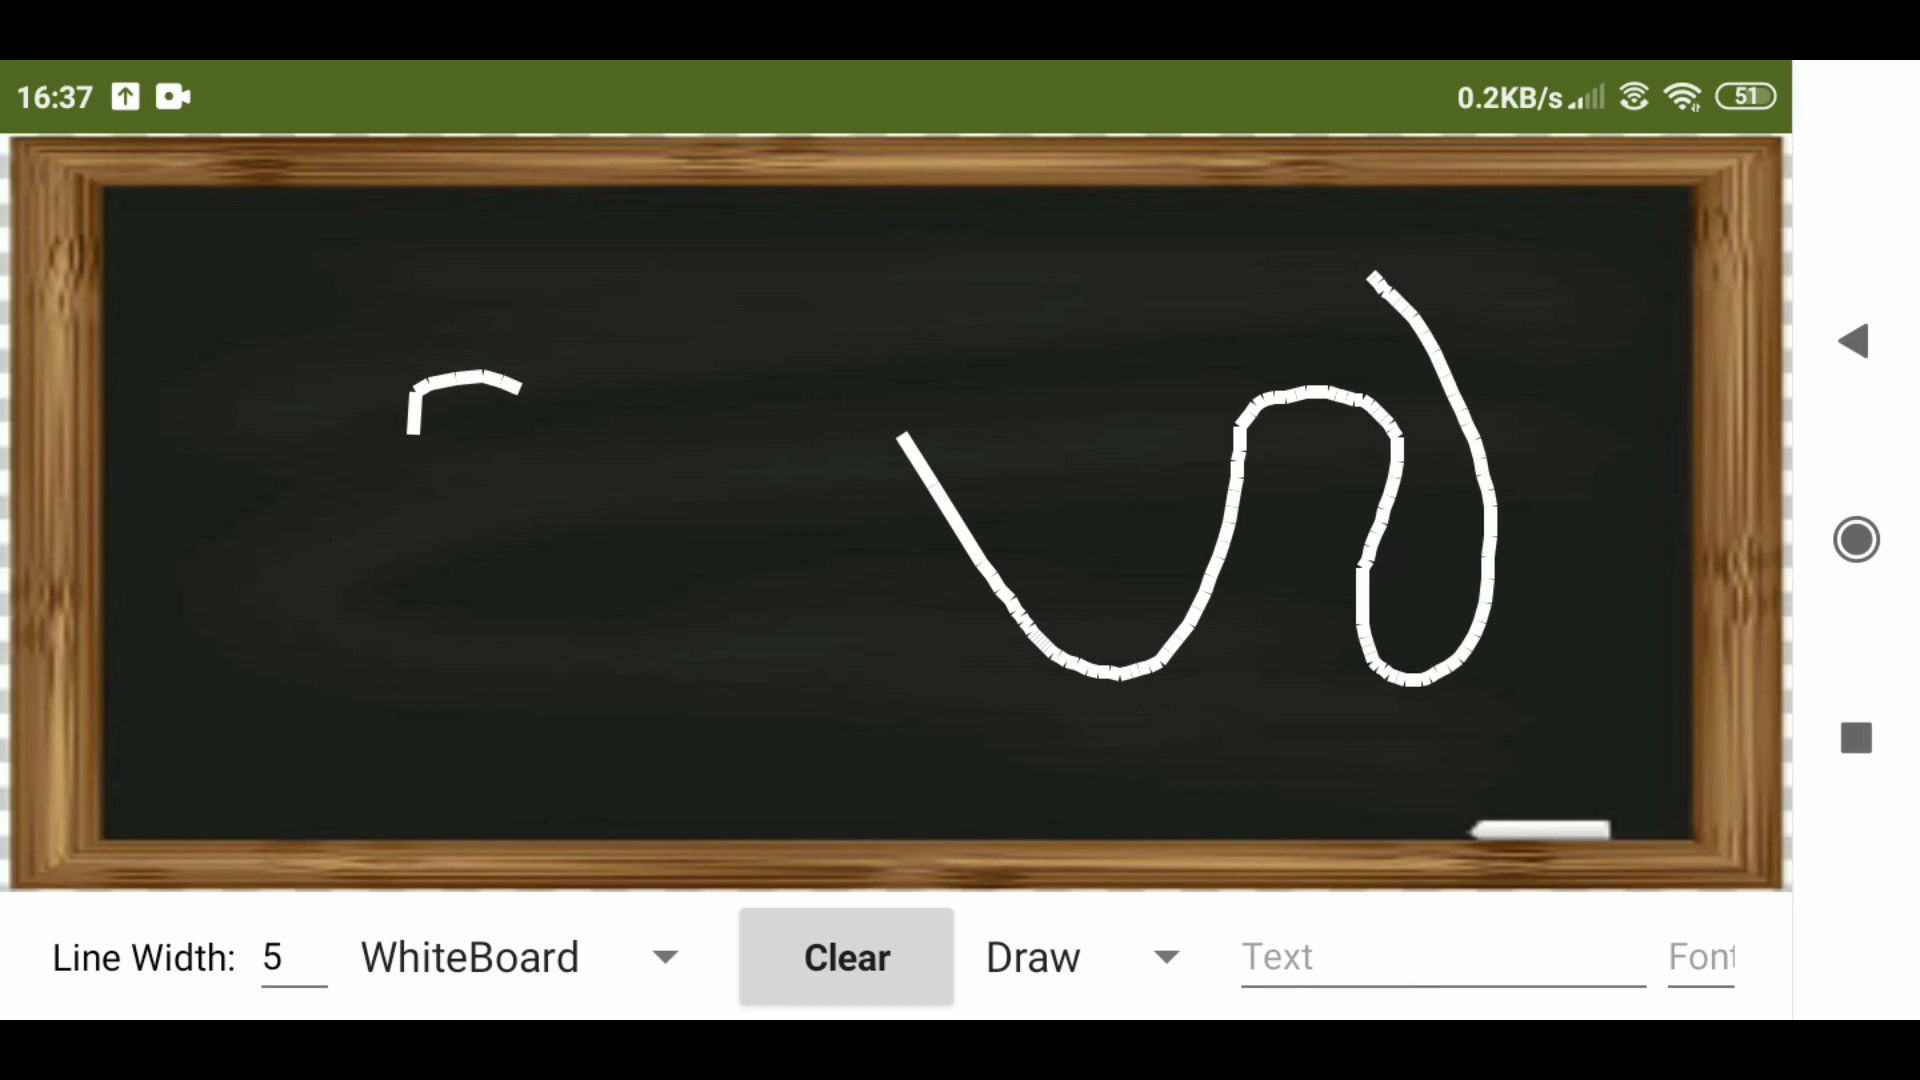 16:37 0.2KB/s 51
Line Width: 5 WhiteBoard Clear Draw Text Font